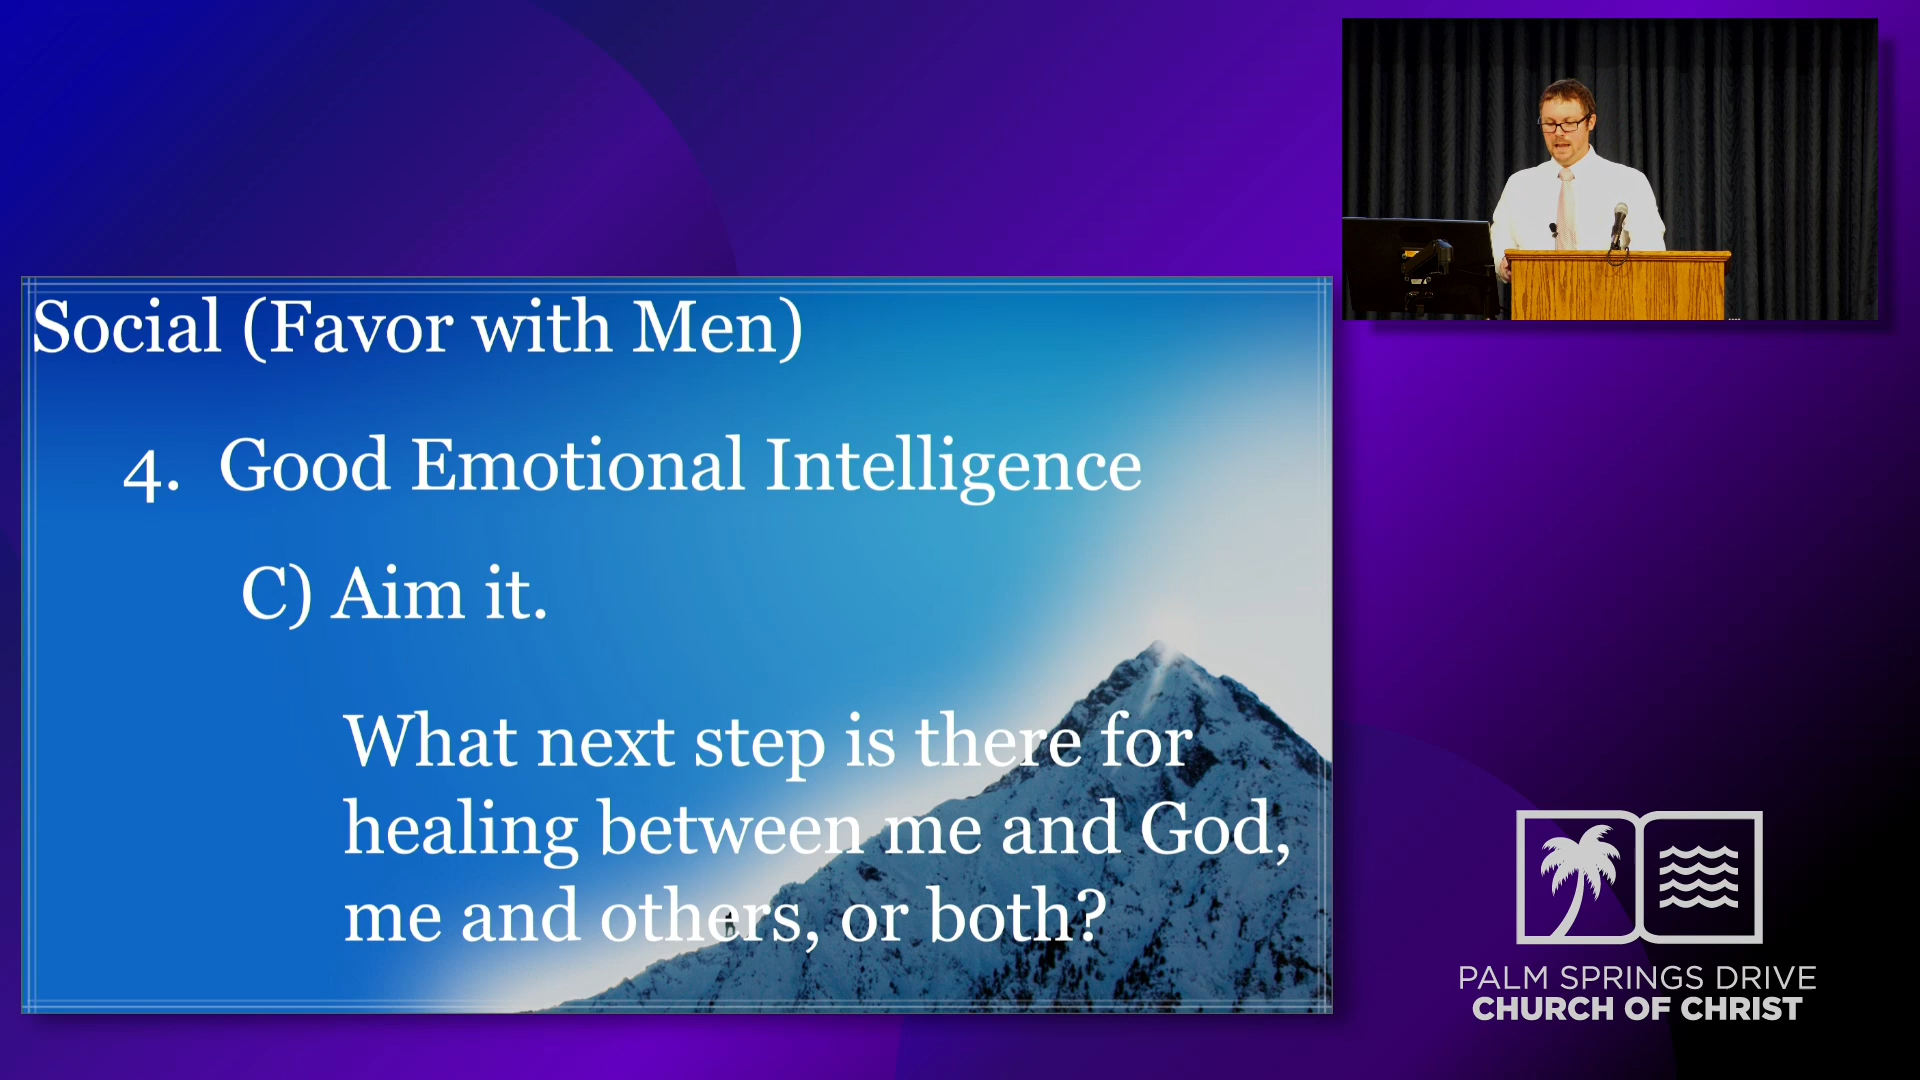 Social (Favor with Men)
4. Good Emotional Intelligence
C) Aim it.
What next step is there for
healing between me and God,
me and others, or both?
PALM SPRINGS DRIVE
CHURCH OF CHRIST